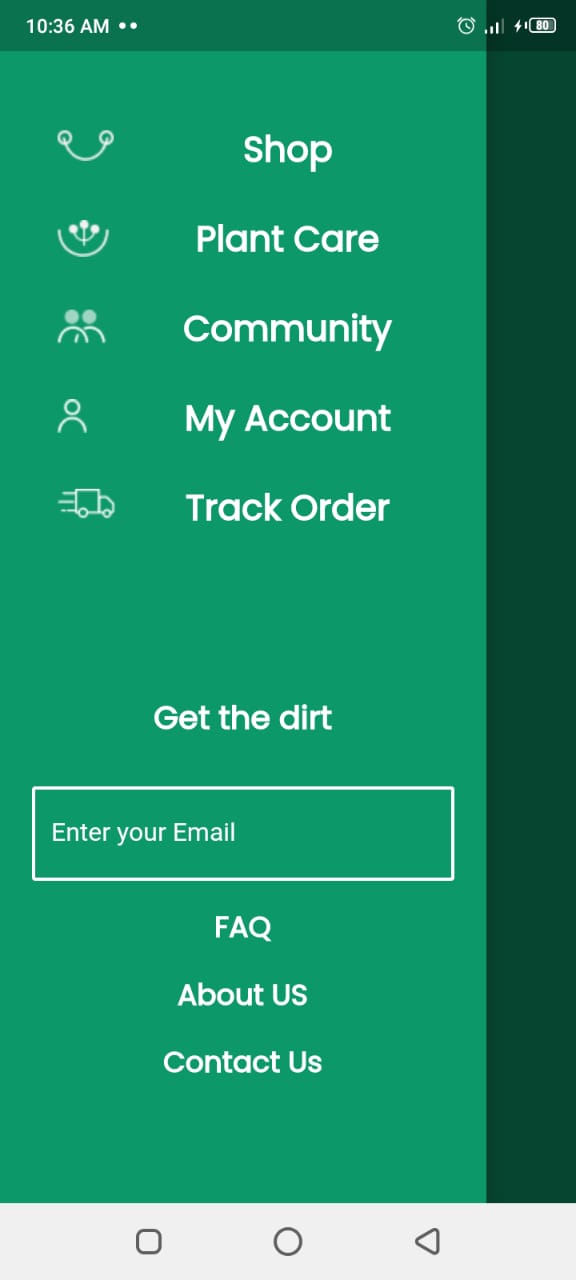 10:36 AM
80
Shop
Plant Care
Community
My Account
Track Order
Get the dirt
Enter your Email
FAQ
About US
Contact Us